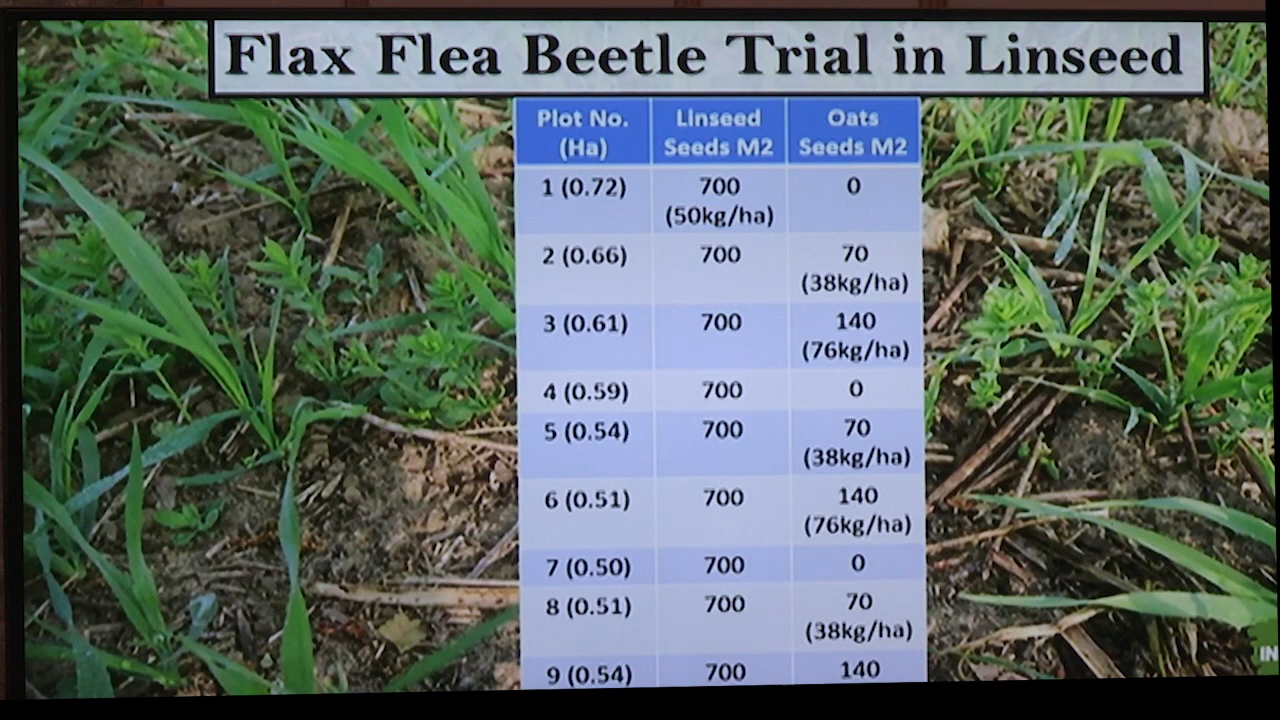 Flax Flea Beetle Trial in Linseed
Plot No. (Ha) Linseed Seeds M2 Oats Seeds M2
1 (0.72) 700 (50kg/ha) 0
2 (0.66) 700 70 (38kg/ha)
3 (0.61) 700 140 (76kg/ha)
4 (0.59) 700 0
5 (0.54) 700 70 (38kg/ha)
6 (0.51) 700 140 (76kg/ha)
7 (0.50) 700 0
8 (0.51) 700 70 (38kg/ha)
9 (0.54) 700 140
IN